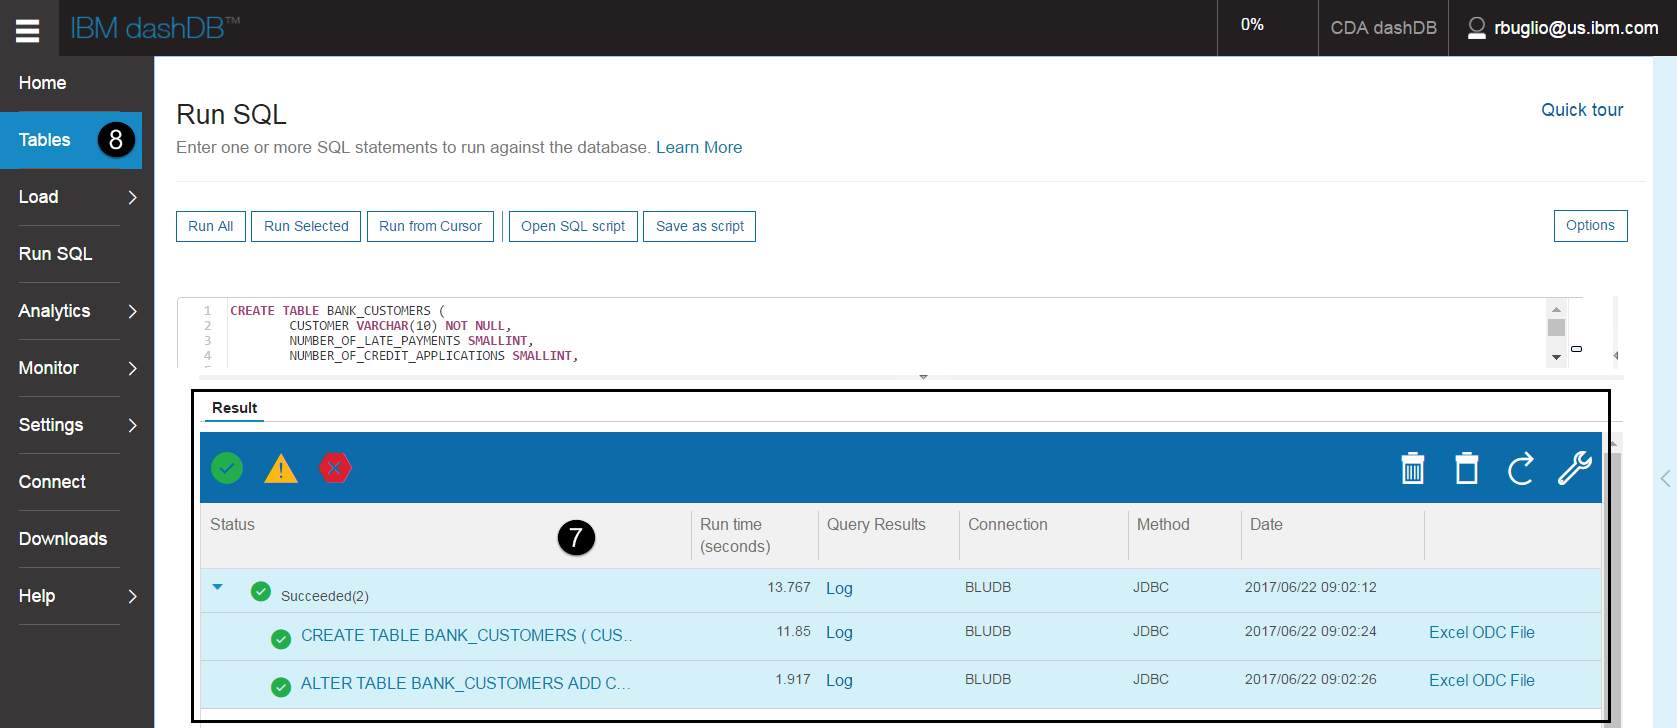 IBM dashDB™
0%
CDA dashDB
rbuglio@us.ibm.com
Home
Tables
8
Load
Run SQL
Analytics
Monitor
Settings
Connect
Downloads
Help
Run SQL
Quick tour
Enter one or more SQL statements to run against the database. Learn More
Run All Run Selected Run from Cursor Open SQL script Save as script Options
1 CREATE TABLE BANK_CUSTOMERS (
2 CUSTOMER VARCHAR(10) NOT NULL,
3 NUMBER_OF_LATE_PAYMENTS SMALLINT,
4 NUMBER_OF_CREDIT_APPLICATIONS SMALLINT,
Result
Status 7 Run time (seconds) Query Results Connection Method Date
Succeeded(2) 13.767 Log BLUDB JDBC 2017/06/22 09:02:12
CREATE TABLE BANK_CUSTOMERS ( CUS.. 11.85 Log BLUDB JDBC 2017/06/22 09:02:24 Excel ODC File
ALTER TABLE BANK_CUSTOMERS ADD C... 1.917 Log BLUDB JDBC 2017/06/22 09:02:26 Excel ODC File